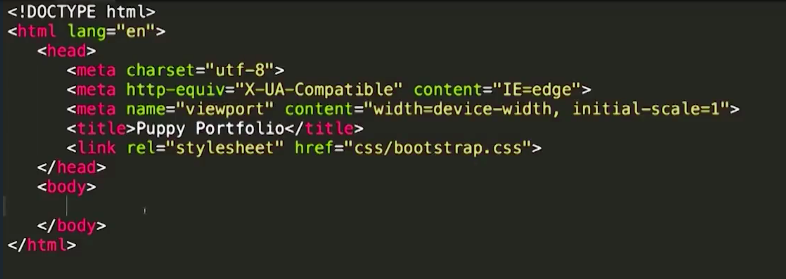 <!DOCTYPE html>
<html lang="en">
<head>
<meta charset="utf-8">
<meta http-equiv="X-UA-Compatible" content="IE=edge">
<meta name="viewport" content="width=device-width, initial-scale=1">
<title>Puppy Portfolio</title>
<link rel="stylesheet" href="css/bootstrap.css">
</head>
<body>
</body>
</html>